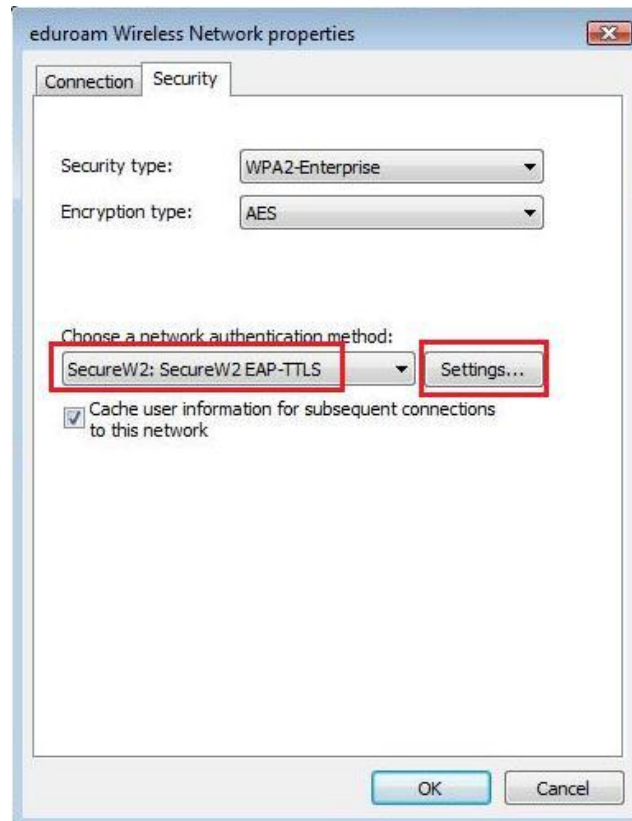 eduroam Wireless Network properties
Connection Security
Security type: WPA2-Enterprise
Encryption type: AES
Choose a network authentication method:
SecureW2: SecureW2 EAP-TTLS Settings...
Cache user information for subsequent connections
to this network
OK Cancel